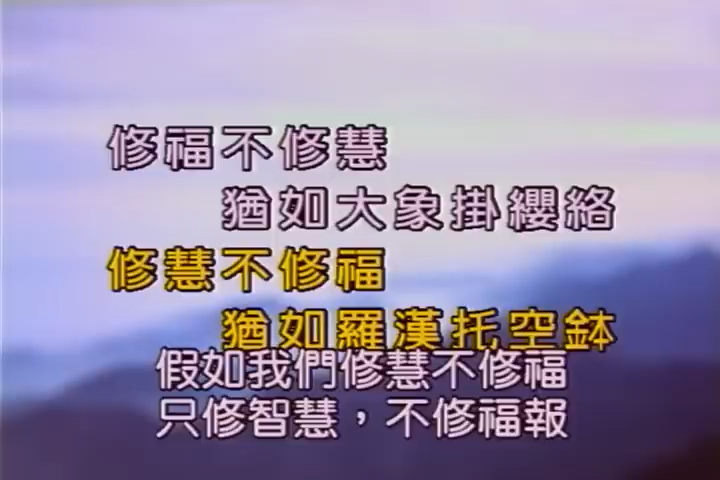 修福不修慧
猶如大象掛纓絡
修慧不修福
猶如羅漢托空鉢
假如我們修慧不修福
只修智慧，不修福報